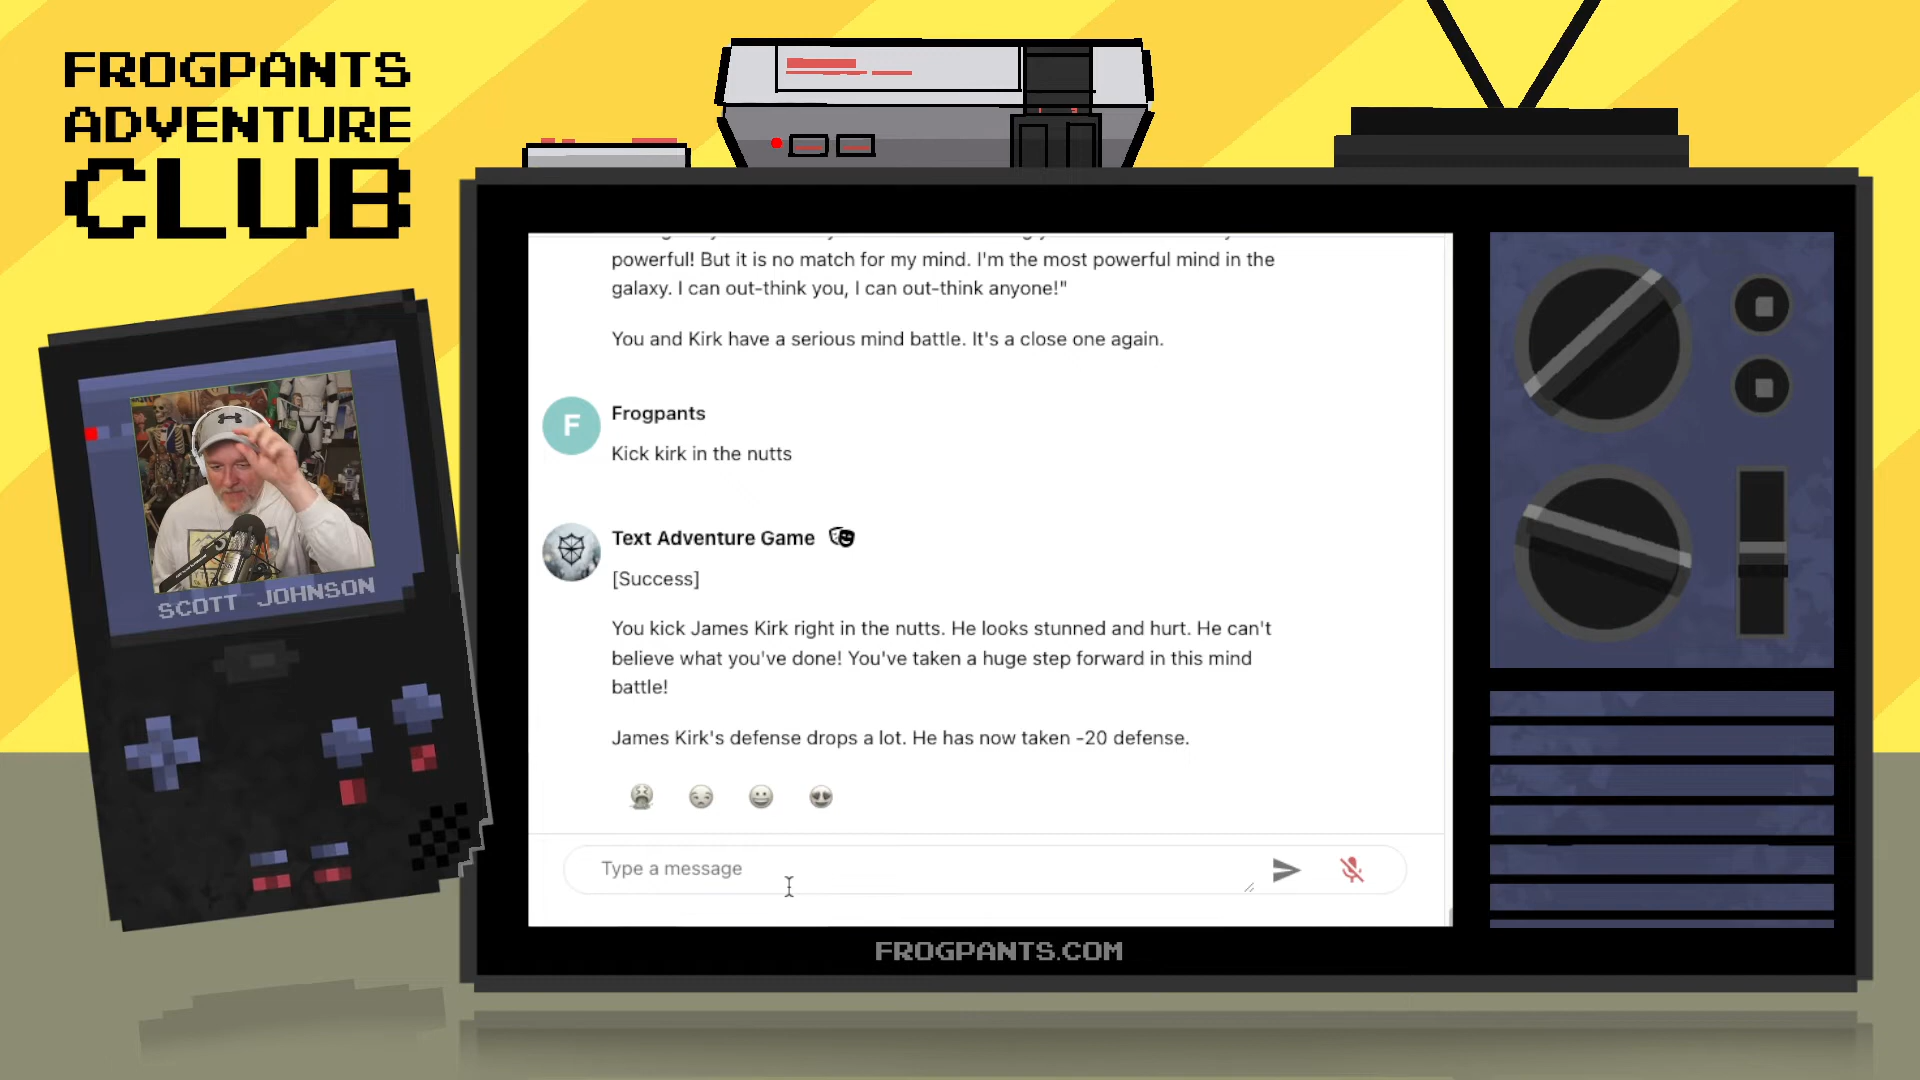 FROGPANTS
ADVENTURE
CLUB
SCOTT JOHNSON
powerful! But it is no match for my mind. I'm the most powerful mind in the
galaxy. I can out-think you, I can out-think anyone!"
You and Kirk have a serious mind battle. It's a close one again.
F
Frogpants
Kick kirk in the nutts
Text Adventure Game
[Success]
You kick James Kirk right in the nutts. He looks stunned and hurt. He can't
believe what you've done! You've taken a huge step forward in this mind
battle!
James Kirk's defense drops a lot. He has now taken -20 defense.
Type a message
FROGPANTS.COM